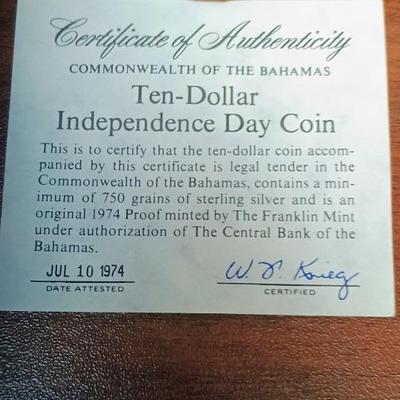 Certificate of Authenticity
COMMONWEALTH OF THE BAHAMAS
Ten-Dollar
Independence Day Coin
This is to certify that the ten-dollar coin accom-
panied by this certificate is legal tender in the
Commonwealth of the Bahamas, contains a min-
imum of 750 grains of sterling silver and is an
original 1974 Proof minted by The Franklin Mint
under authorization of The Central Bank of the
Bahamas.
JUL 10 1974
DATE ATTESTED
CERTIFIED